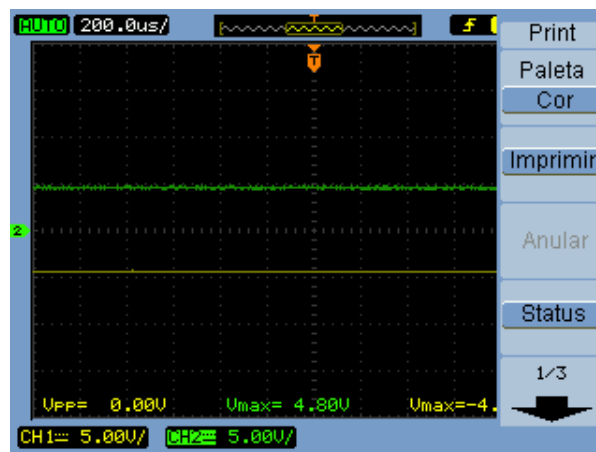 AUTO 200.0us/
T
Print
T
Paleta
Cor
Imprimir
2
Anular
Status
1/3
Vpp= 0.00V Vmax= 4.80V Vmax=-4.
CH1 5.00V/ CH2 5.00V/